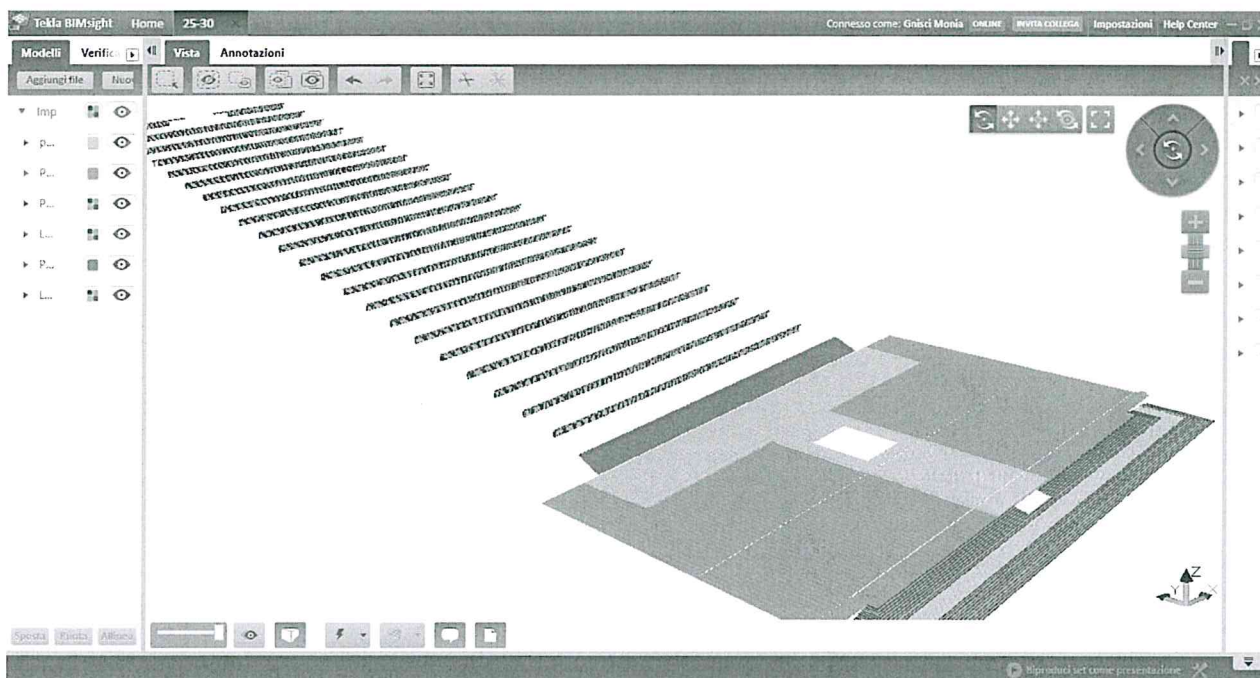 Tekla BIMsight Home 25-30 Connesso come: Gnisci Monia ONLINE INVITA COLLEGA Impostazioni Help Center
Modelli Verific Vista Annotazioni
Aggiungi file Nuov
Imp
p...
P...
P...
L...
P...
L...
Z
Y X
Sposta Ruota Allinea
Riproduci set come presentazione